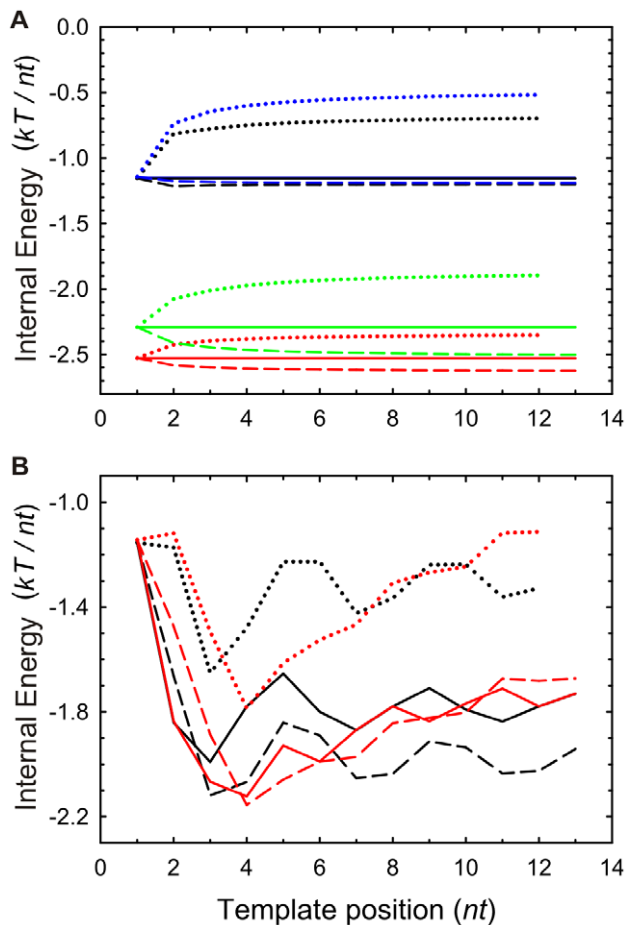 A
0.0
-0.5
-1.0
-1.5
-2.0
-2.5
Internal Energy (kT / nt)
0 2 4 6 8 10 12 14
B
-1.0
-1.4
-1.8
-2.2
Internal Energy (kT / nt)
0 2 4 6 8 10 12 14
Template position (nt)